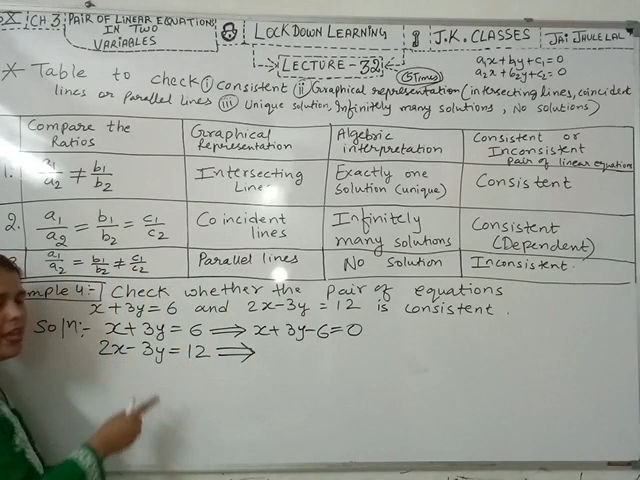 X CH 3 PAIR OF LINEAR EQUATIONS IN TWO VARIABLES LOCKDOWN LEARNING J.K. CLASSES JAI JHULELAL
LECTURE-32
a₁x+b₁y+c₁=0
a₂x+b₂y+c₂=0
* Table to check (i) consistent (ii) Graphical representation (intersecting lines, coincident
(5 Times)
lines or Parallel lines (iii) Unique solution, Infinitely many solutions, No solutions)
Compare the Ratios Graphical Representation Algebric interpretation Consistent or Inconsistent pair of linear equation
1. a₁/a₂ ≠ b₁/b₂ Intersecting Lines Exactly one solution (unique) Consistent
2. a₁/a₂ = b₁/b₂ = c₁/c₂ Coincident lines Infinitely many solutions Consistent (Dependent)
a₁/a₂ = b₁/b₂ ≠ c₁/c₂ Parallel lines No solution Inconsistent.
mple 4:- Check whether the pair of equations
x+3y=6 and 2x-3y=12 is consistent.
Soln:- x+3y=6 ⟹ x+3y-6=0
2x-3y=12 ⟹